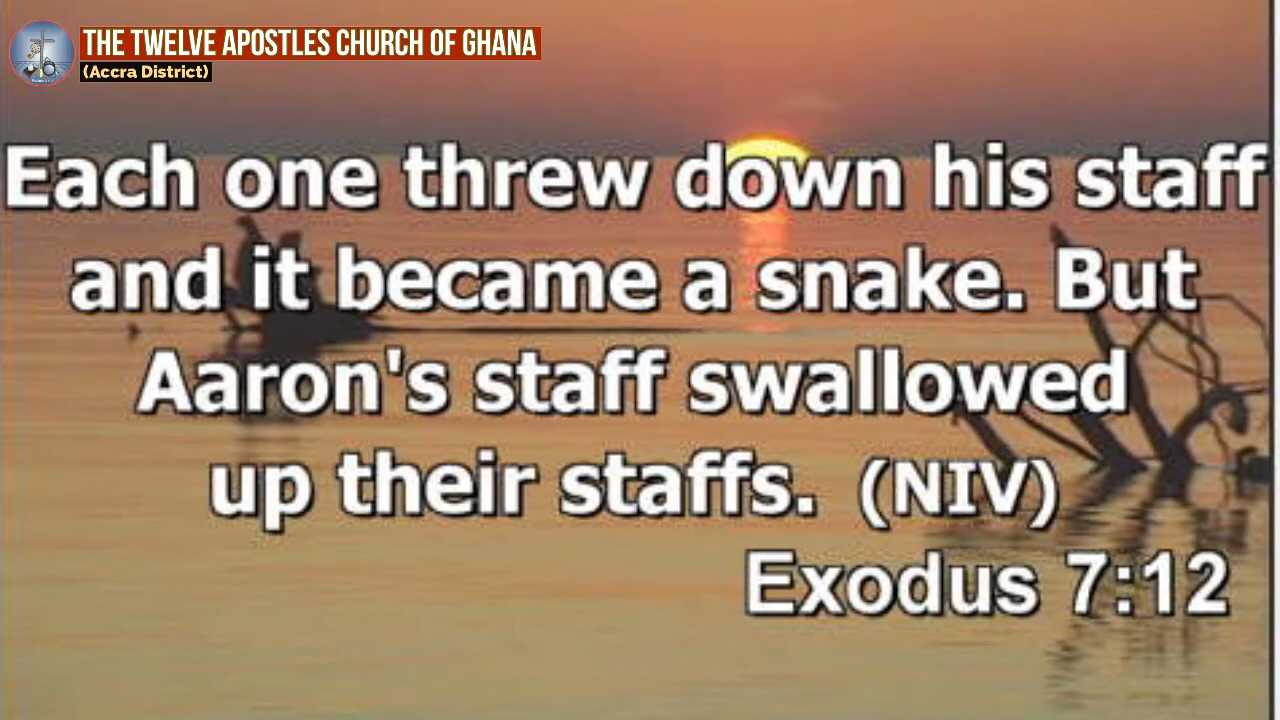 THE TWELVE APOSTLES CHURCH OF GHANA
(Accra District)
Each one threw down his staff
and it became a snake. But
Aaron's staff swallowed
up their staffs. (NIV)
Exodus 7:12